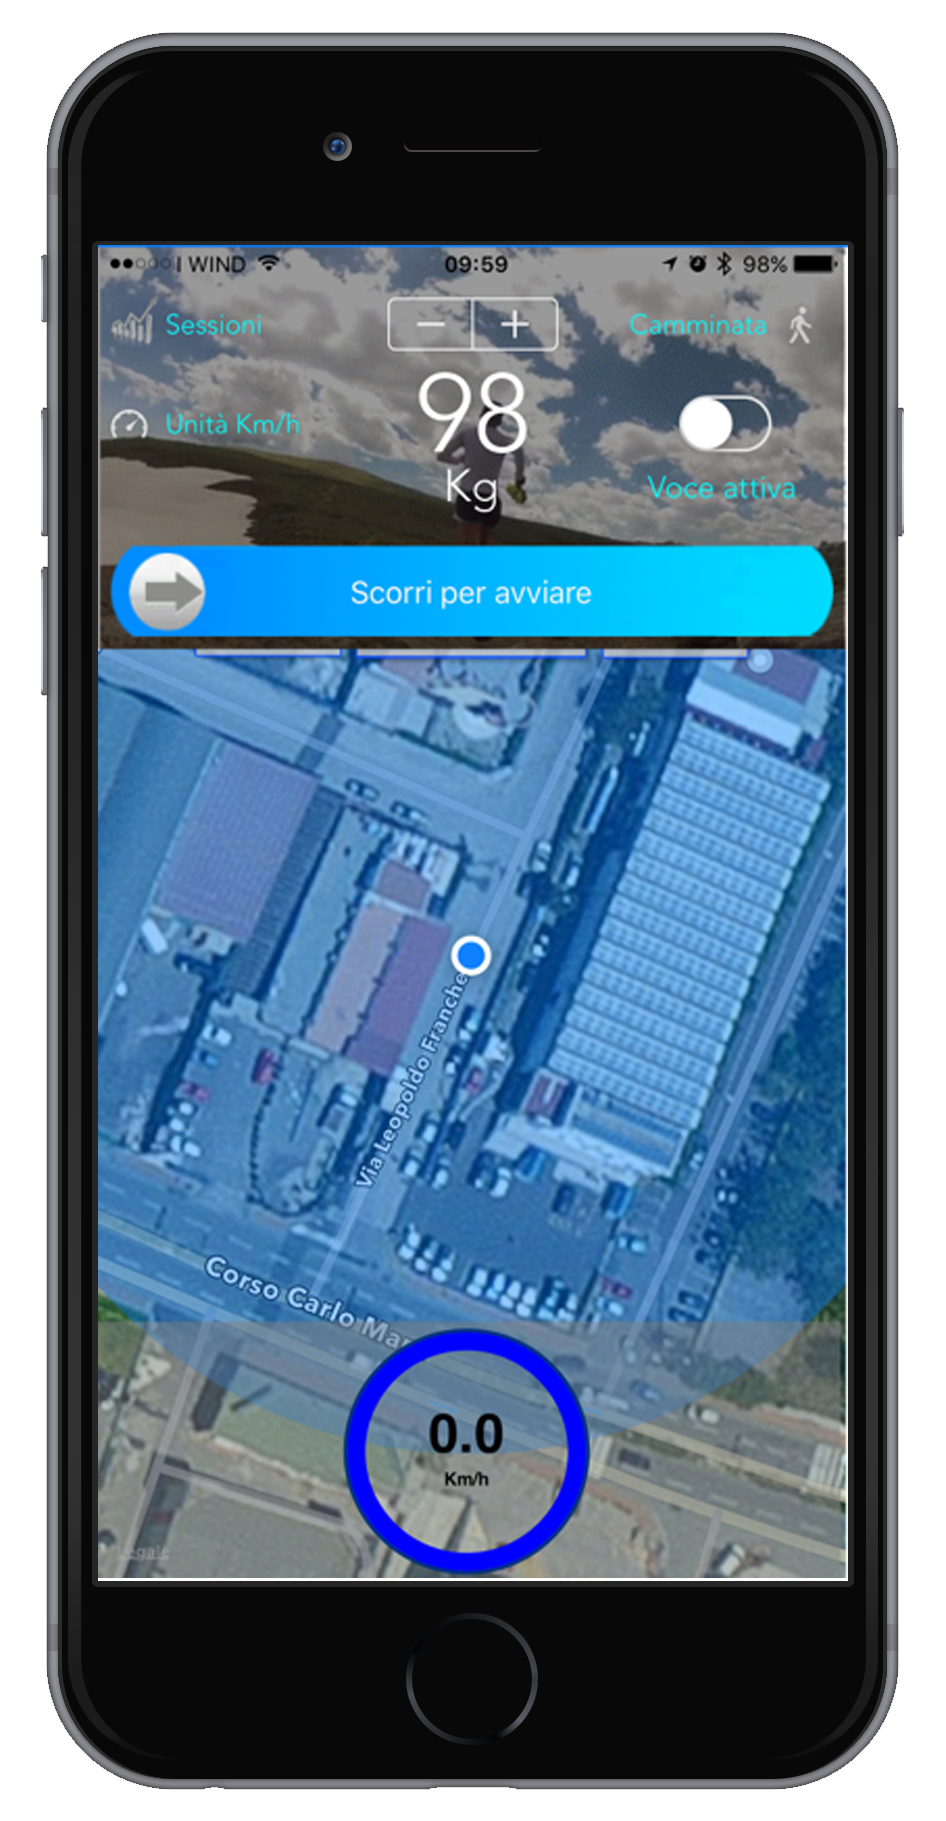 WIND
09:59
98%
Sessioni
− +
Camminata
Unità Km/h
98
Kg
Voce attiva
Scorri per avviare
Via Leopoldo Franche
Corso Carlo Mar
0.0
Km/h
Legale